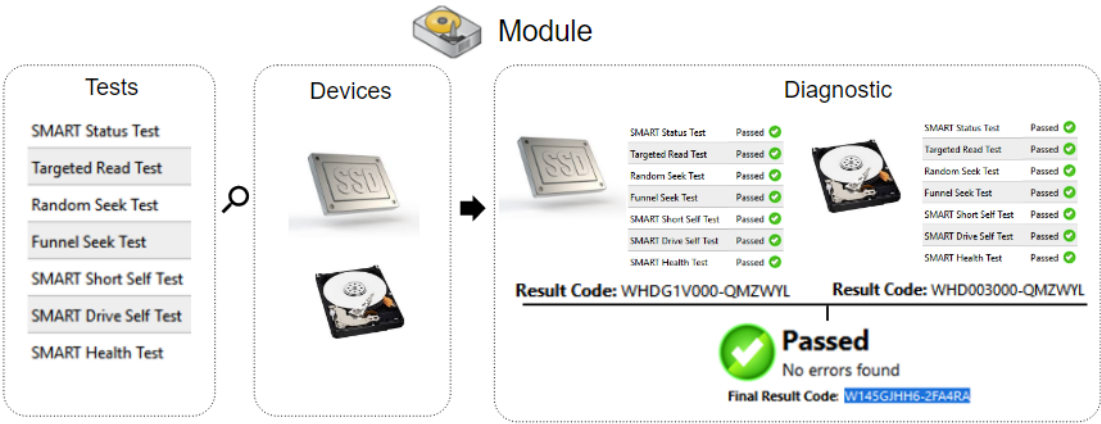 Module
Tests
SMART Status Test
Targeted Read Test
Random Seek Test
Funnel Seek Test
SMART Short Self Test
SMART Drive Self Test
SMART Health Test
Devices
SSD
Diagnostic
SSD
SMART Status Test Passed
Targeted Read Test Passed
Random Seek Test Passed
Funnel Seek Test Passed
SMART Short Self Test Passed
SMART Drive Self Test Passed
SMART Health Test Passed
Result Code: WHDG1V000-QMZWYL
SMART Status Test Passed
Targeted Read Test Passed
Random Seek Test Passed
Funnel Seek Test Passed
SMART Short Self Test Passed
SMART Drive Self Test Passed
SMART Health Test Passed
Result Code: WHD003000-QMZWYL
Passed
No errors found
Final Result Code: W145GJHH6-2FA4RA